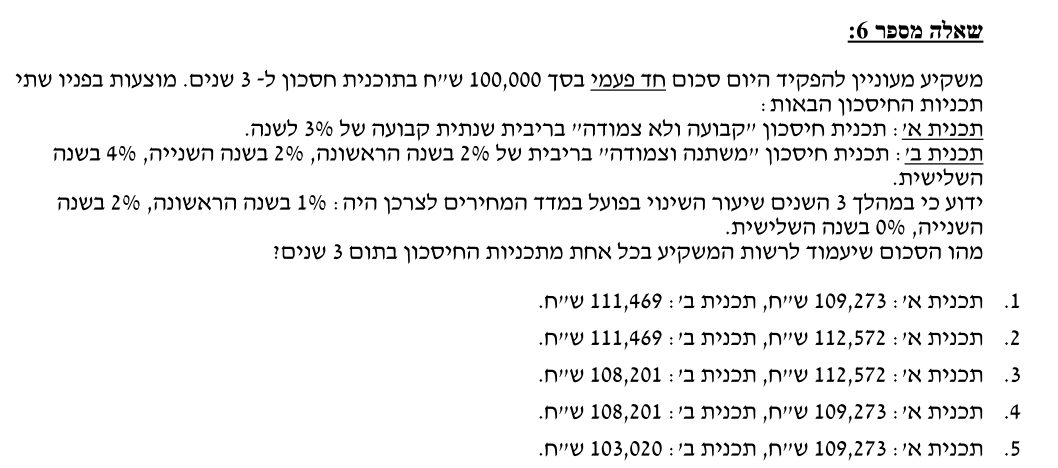 שאלה מספר 6:
משקיע מעוניין להפקיד היום סכום חד פעמי בסך 100,000 ש״ח בתוכנית חסכון ל- 3 שנים. מוצעות בפניו שתי
תכניות החיסכון הבאות:
תכנית א׳: תכנית חיסכון ״קבועה ולא צמודה״ בריבית שנתית קבועה של 3% לשנה.
תכנית ב׳: תכנית חיסכון ״משתנה וצמודה״ בריבית של 2% בשנה הראשונה, 2% בשנה השנייה, 4% בשנה
השלישית.
ידוע כי במהלך 3 השנים שיעור השינוי בפועל במדד המחירים לצרכן היה: 1% בשנה הראשונה, 2% בשנה
השנייה, 0% בשנה השלישית.
מהו הסכום שיעמוד לרשות המשקיע בכל אחת מתכניות החיסכון בתום 3 שנים?
1. תכנית א׳: 109,273 ש״ח, תכנית ב׳: 111,469 ש״ח.
2. תכנית א׳: 112,572 ש״ח, תכנית ב׳: 111,469 ש״ח.
3. תכנית א׳: 112,572 ש״ח, תכנית ב׳: 108,201 ש״ח.
4. תכנית א׳: 109,273 ש״ח, תכנית ב׳: 108,201 ש״ח.
5. תכנית א׳: 109,273 ש״ח, תכנית ב׳: 103,020 ש״ח.